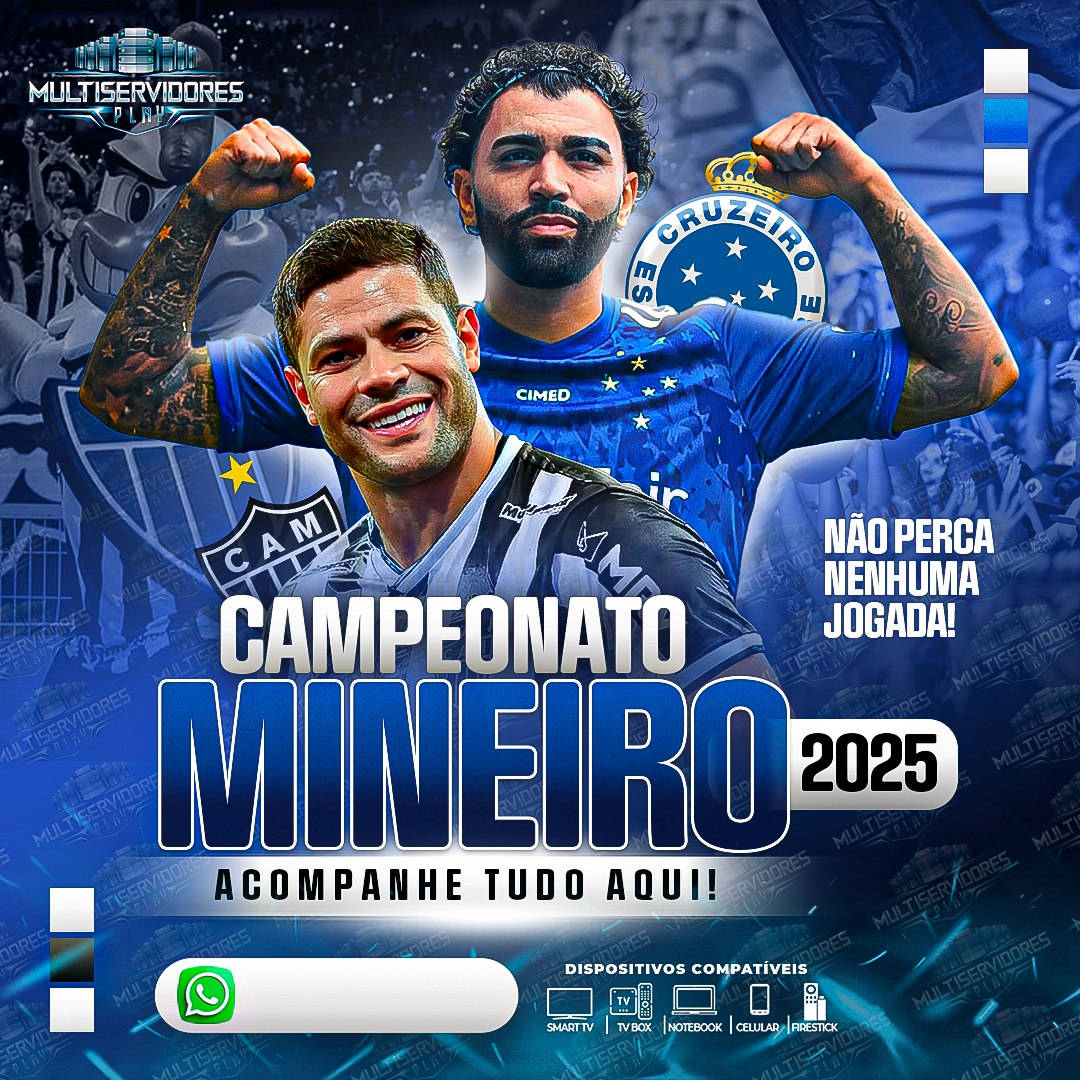 MULTISERVIDORES
PLAY
CRUZEIRO
CIMED
CAM
NÃO PERCA
NENHUMA
JOGADA!
CAMPEONATO
MINEIRO
2025
ACOMPANHE TUDO AQUI!
DISPOSITIVOS COMPATÍVEIS
TV
SMART TV | TV BOX | NOTEBOOK | CELULAR | FIRESTICK